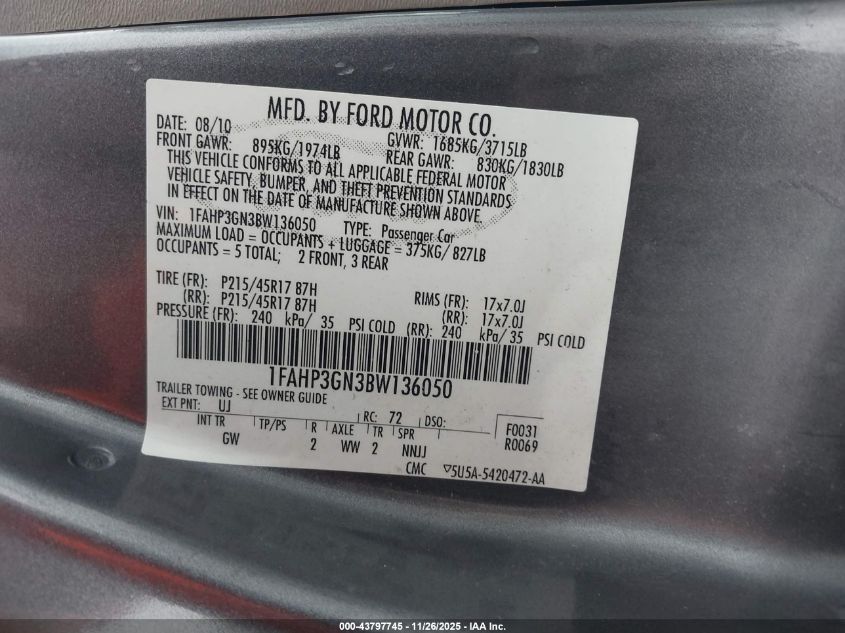 MFD. BY FORD MOTOR CO.
DATE: 08/10 GVWR: 1685KG/3715LB
FRONT GAWR: 895KG/1974LB REAR GAWR: 830KG/1830LB
THIS VEHICLE CONFORMS TO ALL APPLICABLE FEDERAL MOTOR
VEHICLE SAFETY, BUMPER, AND THEFT PREVENTION STANDARDS
IN EFFECT ON THE DATE OF MANUFACTURE SHOWN ABOVE.
VIN: 1FAHP3GN3BW136050 TYPE: Passenger Car
MAXIMUM LOAD = OCCUPANTS + LUGGAGE = 375KG/ 827LB
OCCUPANTS = 5 TOTAL; 2 FRONT, 3 REAR
TIRE (FR): P215/45R17 87H RIMS (FR): 17x7.0J
(RR): P215/45R17 87H (RR): 17x7.0J
PRESSURE (FR): 240 kPa/ 35 PSI COLD (RR): 240 kPa/ 35 PSI COLD
1FAHP3GN3BW136050
TRAILER TOWING - SEE OWNER GUIDE
EXT PNT: UJ RC: 72 DSO: F0031
INT TR TP/PS R AXLE TR SPR R0069
GW 2 WW 2 NNJJ
CMC ▽5U5A-5420472-AA
000-43797745 - 11/26/2025 - IAA Inc.